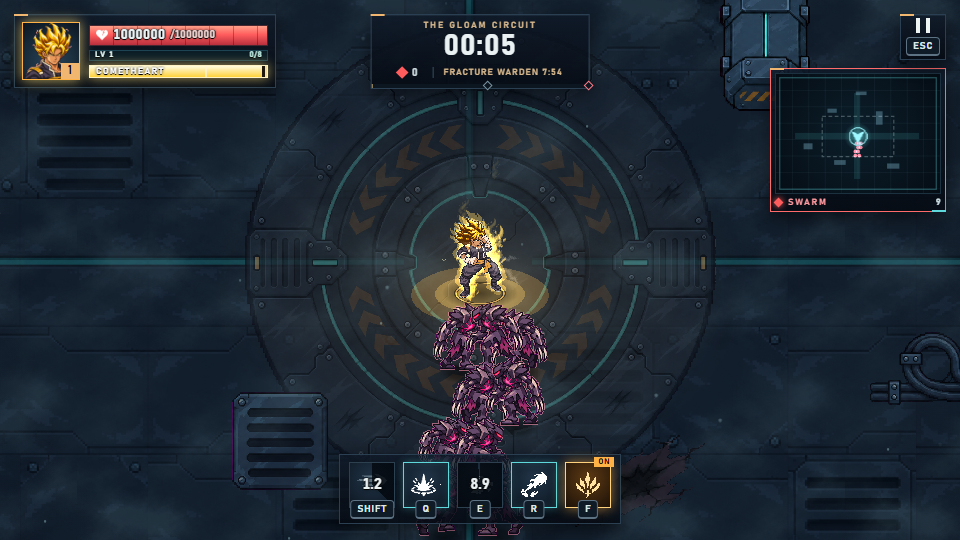 1000000 /1000000
LV 1
0/8
1
COMETHEART
THE GLOAM CIRCUIT
00:05
0
FRACTURE WARDEN 7:54
ESC
SWARM
9
ON
1.2
8.9
SHIFT
Q
E
R
F